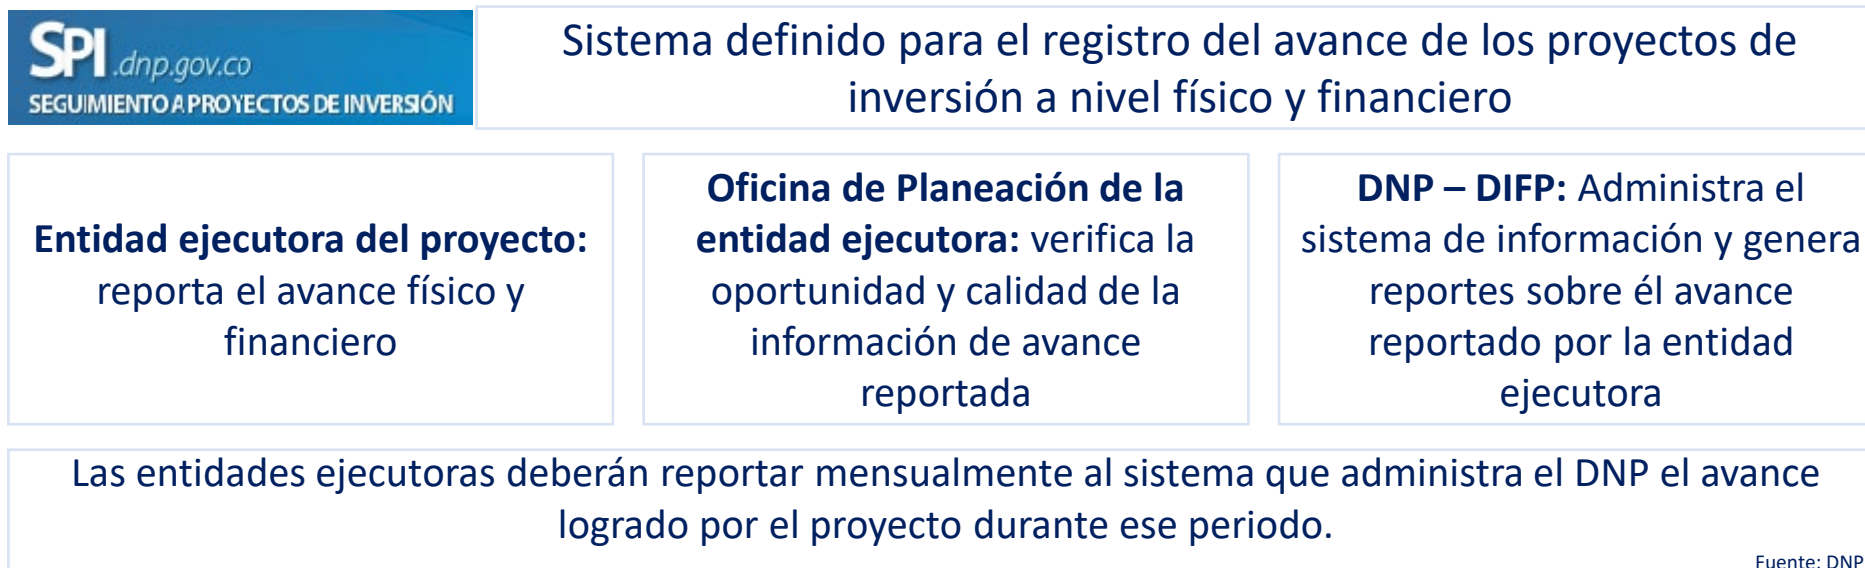 SPI.dnp.gov.co
SEGUIMIENTO A PROYECTOS DE INVERSIÓN
Sistema definido para el registro del avance de los proyectos de
inversión a nivel físico y financiero
Entidad ejecutora del proyecto:
reporta el avance físico y
financiero
Oficina de Planeación de la
entidad ejecutora: verifica la
oportunidad y calidad de la
información de avance
reportada
DNP – DIFP: Administra el
sistema de información y genera
reportes sobre él avance
reportado por la entidad
ejecutora
Las entidades ejecutoras deberán reportar mensualmente al sistema que administra el DNP el avance
logrado por el proyecto durante ese periodo.
Fuente: DNP